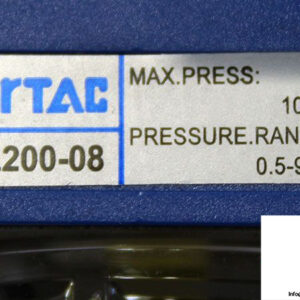 rTAC
200-08
MAX.PRESS:
10
PRESSURE.RAN
0.5-9